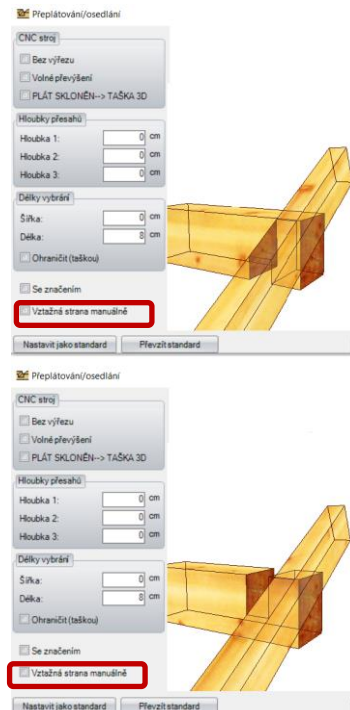 Přeplátování/osedlání
CNC stroj
Bez výřezu
Volné převýšení
PLÁT SKLONĚN--> TAŠKA 3D
Hloubky přesahů
Hloubka 1: 0 cm
Hloubka 2: 0 cm
Hloubka 3: 0 cm
Délky vybrání
Šířka: 0 cm
Délka: 8 cm
Ohraničit (taškou)
Se značením
Vztažná strana manuálně
Nastavit jako standard Převzít standard
Přeplátování/osedlání
CNC stroj
Bez výřezu
Volné převýšení
PLÁT SKLONĚN--> TAŠKA 3D
Hloubky přesahů
Hloubka 1: 0 cm
Hloubka 2: 0 cm
Hloubka 3: 0 cm
Délky vybrání
Šířka: 0 cm
Délka: 8 cm
Ohraničit (taškou)
Se značením
Vztažná strana manuálně
Nastavit jako standard Převzít standard